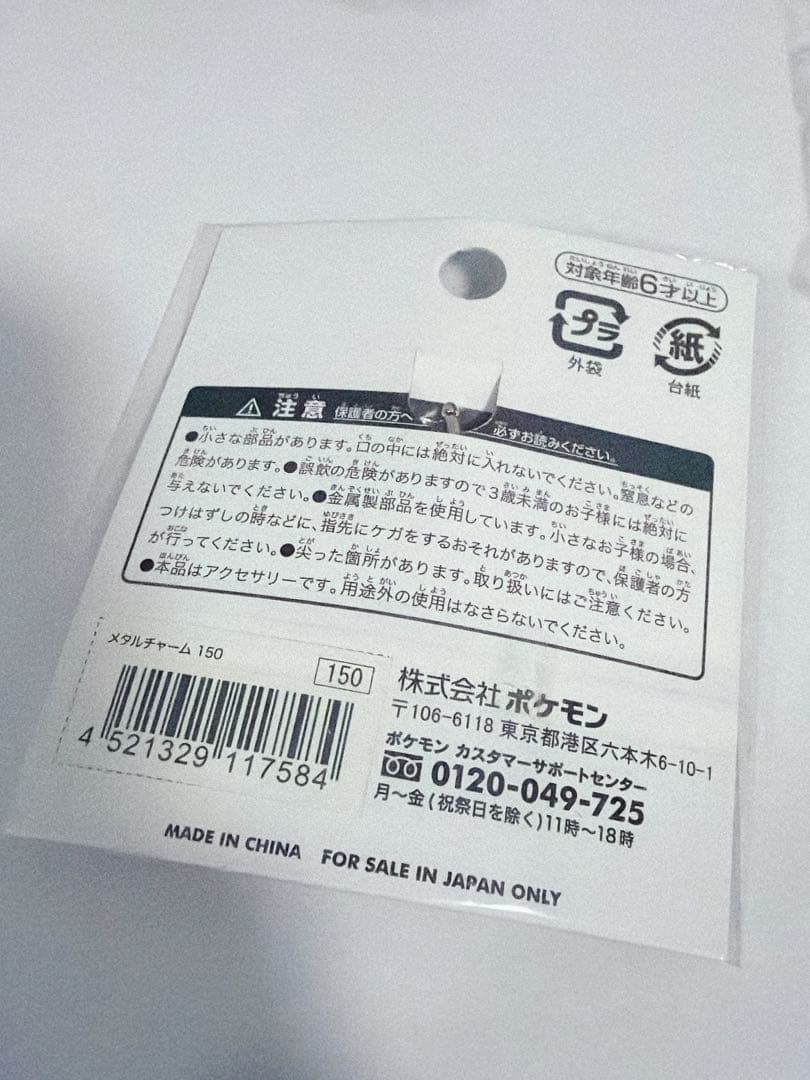 対象年齢6才以上
プラ
外袋
紙
台紙
注意 保護者の方へ 必ずお読みください。
●小さな部品があります。口の中には絶対に入れないでください。窒息などの
危険があります。●誤飲の危険がありますので3歳未満のお子様には絶対に
与えないでください。●金属製部品を使用しています。小さなお子様の場合、
つけはずしの時などに、指先にケガをするおそれがありますので、保護者の方
が行ってください。●尖った箇所があります。取り扱いにはご注意ください。
●本品はアクセサリーです。用途外の使用はなさらないでください。
メタルチャーム 150
150
4 521329 117584
株式会社 ポケモン
〒106-6118 東京都港区六本木6-10-1
ポケモン カスタマーサポートセンター
0120-049-725
月～金(祝祭日を除く)11時～18時
MADE IN CHINA FOR SALE IN JAPAN ONLY